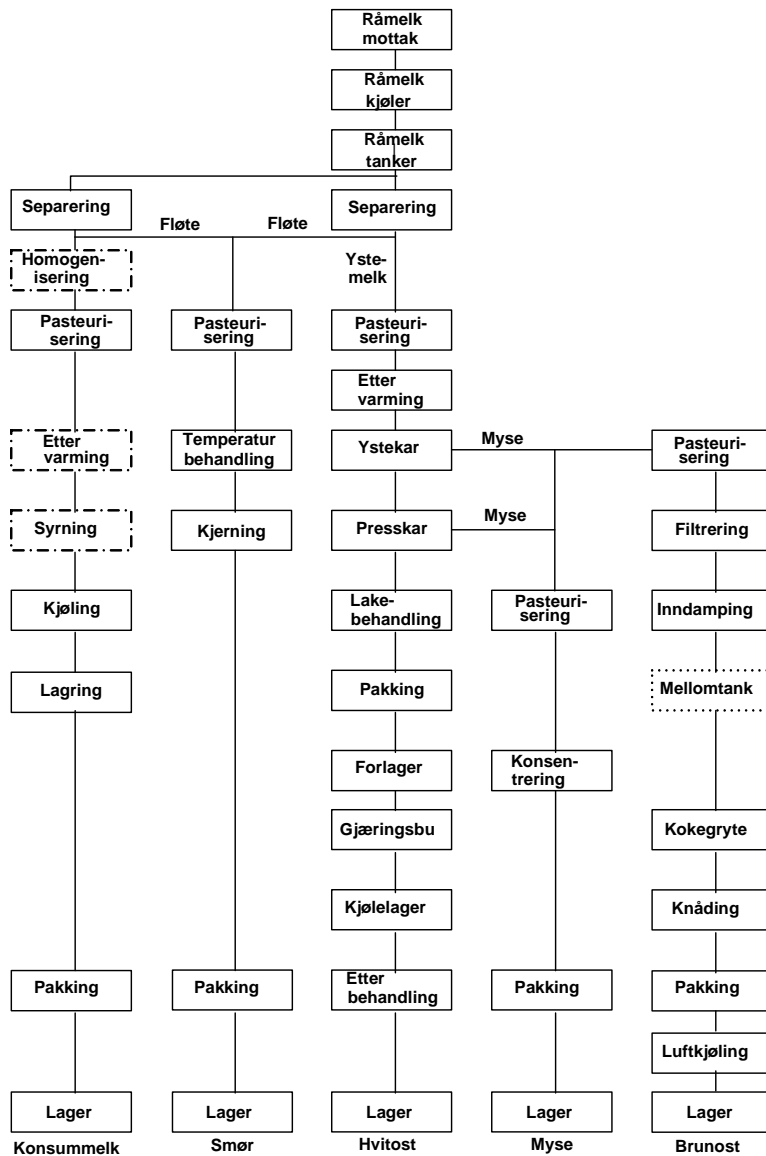 Råmelk
mottak
Råmelk
kjøler
Råmelk
tanker
Separering
Separering
Fløte
Fløte
Homogen-
isering
Yste-
melk
Pasteuri-
sering
Pasteuri-
sering
Pasteuri-
sering
Etter
varming
Etter
varming
Temperatur
behandling
Ystekar
Myse
Pasteuri-
sering
Syrning
Kjerning
Presskar
Myse
Filtrering
Kjøling
Lake-
behandling
Pasteuri-
sering
Inndamping
Lagring
Pakking
Mellomtank
Forlager
Konsen-
trering
Gjæringsbu
Kokegryte
Kjølelager
Knåding
Pakking
Pakking
Etter
behandling
Pakking
Pakking
Luftkjøling
Lager
Lager
Lager
Lager
Lager
Konsummelk
Smør
Hvitost
Myse
Brunost